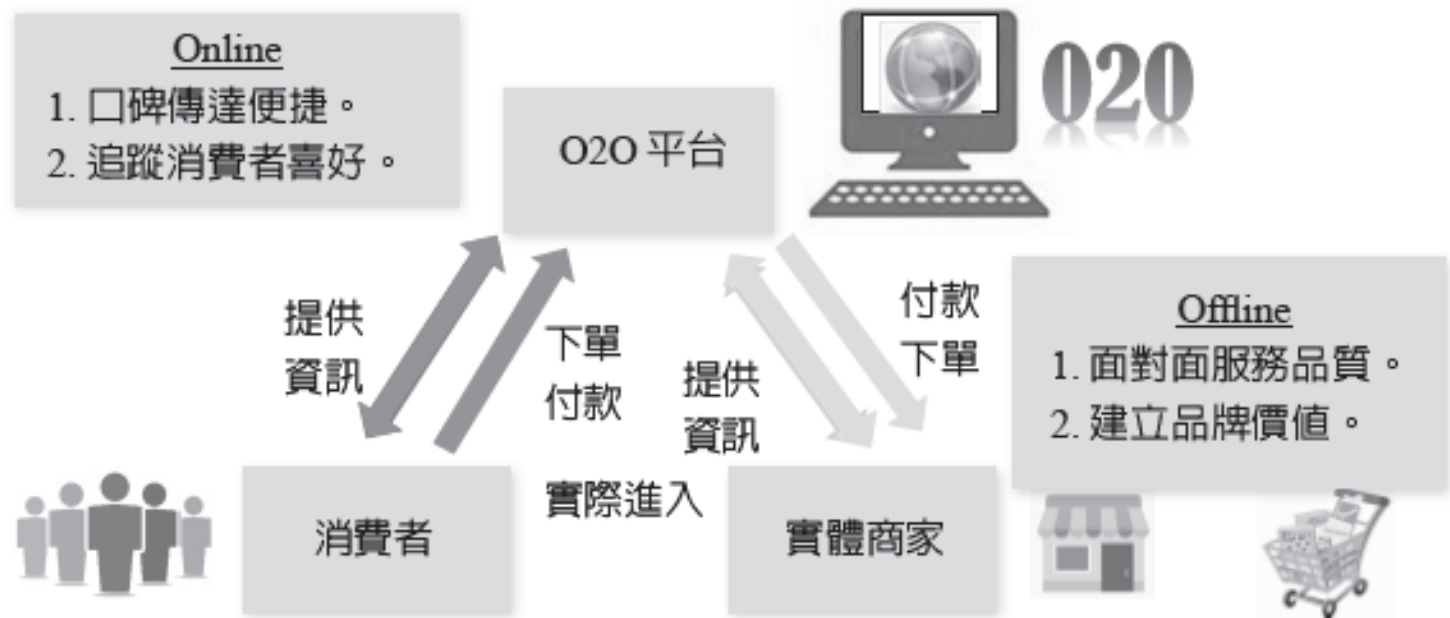 Online
1. 口碑傳達便捷。
2. 追蹤消費者喜好。
O2O 平台
O2O
提供
資訊
下單
付款
提供
資訊
付款
下單
Offline
1. 面對面服務品質。
2. 建立品牌價值。
消費者
實際進入
實體商家